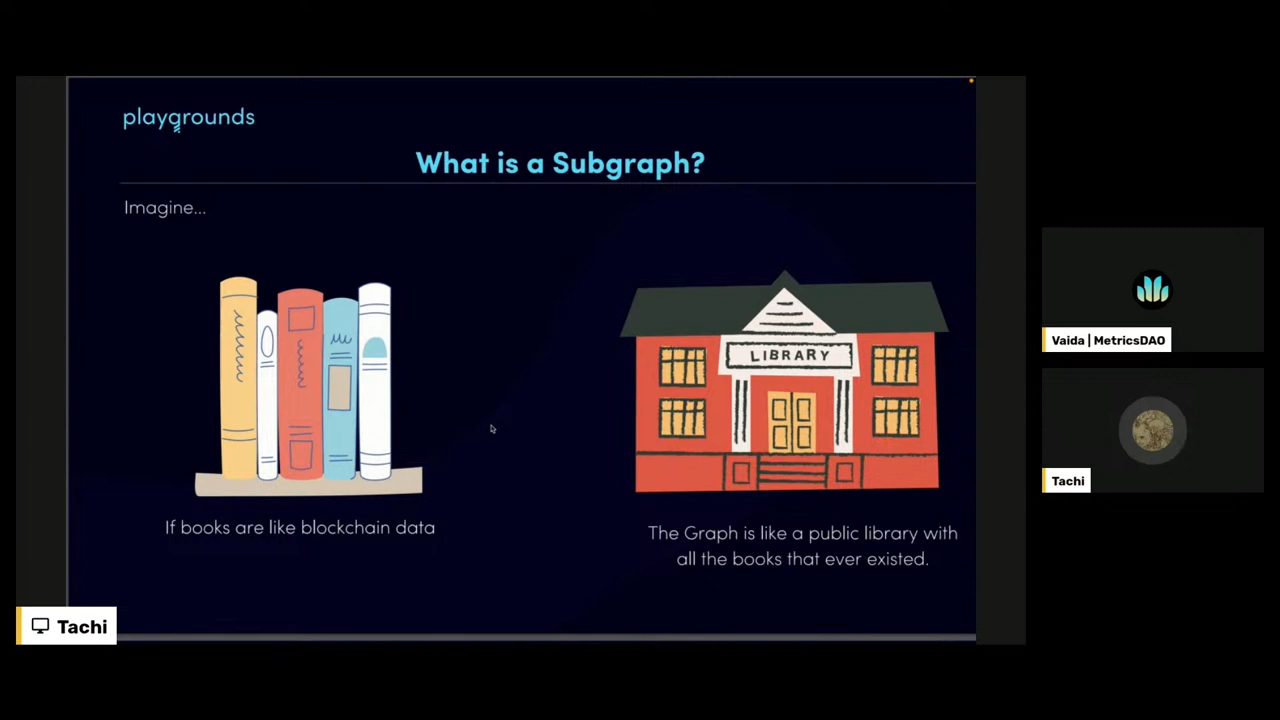 playgrounds
What is a Subgraph?
Imagine...
LIBRARY
If books are like blockchain data
The Graph is like a public library with
all the books that ever existed.
Vaida | MetricsDAO
Tachi
Tachi